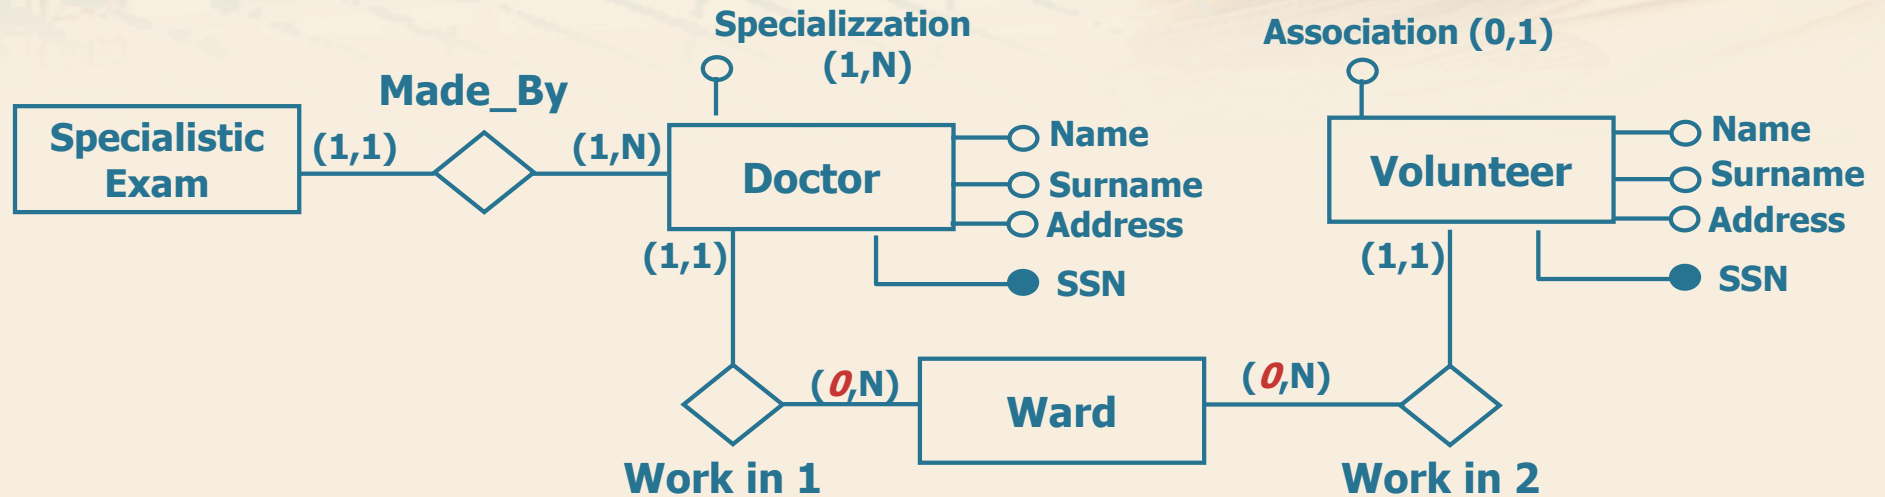 Specializzation
(1,N)
Association (0,1)
Made_By
Specialistic
Exam
(1,1)
(1,N)
Doctor
Name
Surname
Address
SSN
Volunteer
Name
Surname
Address
SSN
(1,1)
(1,1)
(0,N)
Ward
(0,N)
Work in 1
Work in 2